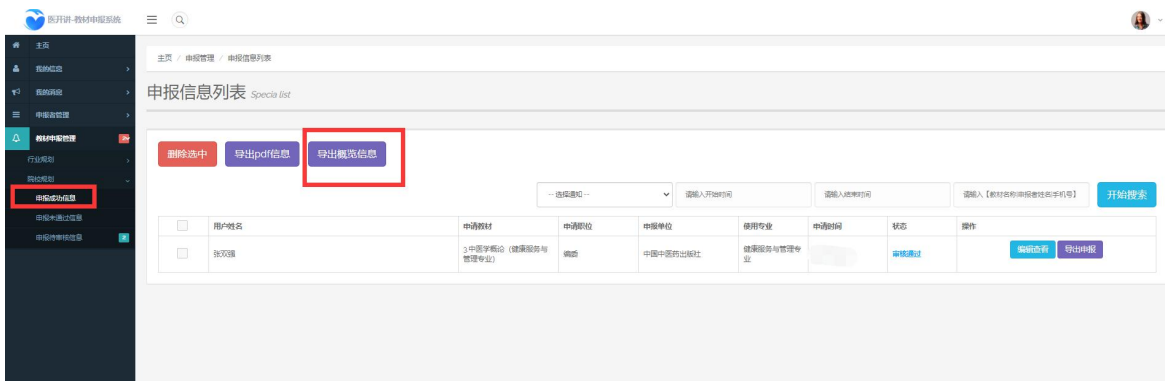 医开讲-教材申报系统
主页
我的信息
我的消息
申报者管理
教材申报管理
行业规划
院校规划
申报成功信息
申报未通过信息
申报待审核信息
主页 / 申报管理 / 申报信息列表
申报信息列表 Specia list
删除选中 导出pdf信息 导出概览信息
-- 选择通知 -- 请输入开始时间 请输入结束时间 请输入【教材名称|申报者姓名|手机号】 开始搜索
用户姓名 申请教材 申请职位 申报单位 使用专业 申请时间 状态 操作
张双强 3.中医学概论（健康服务与 编委 中国中医药出版社 健康服务与管理专 审核通过 编辑查看 导出申报
管理专业） 业